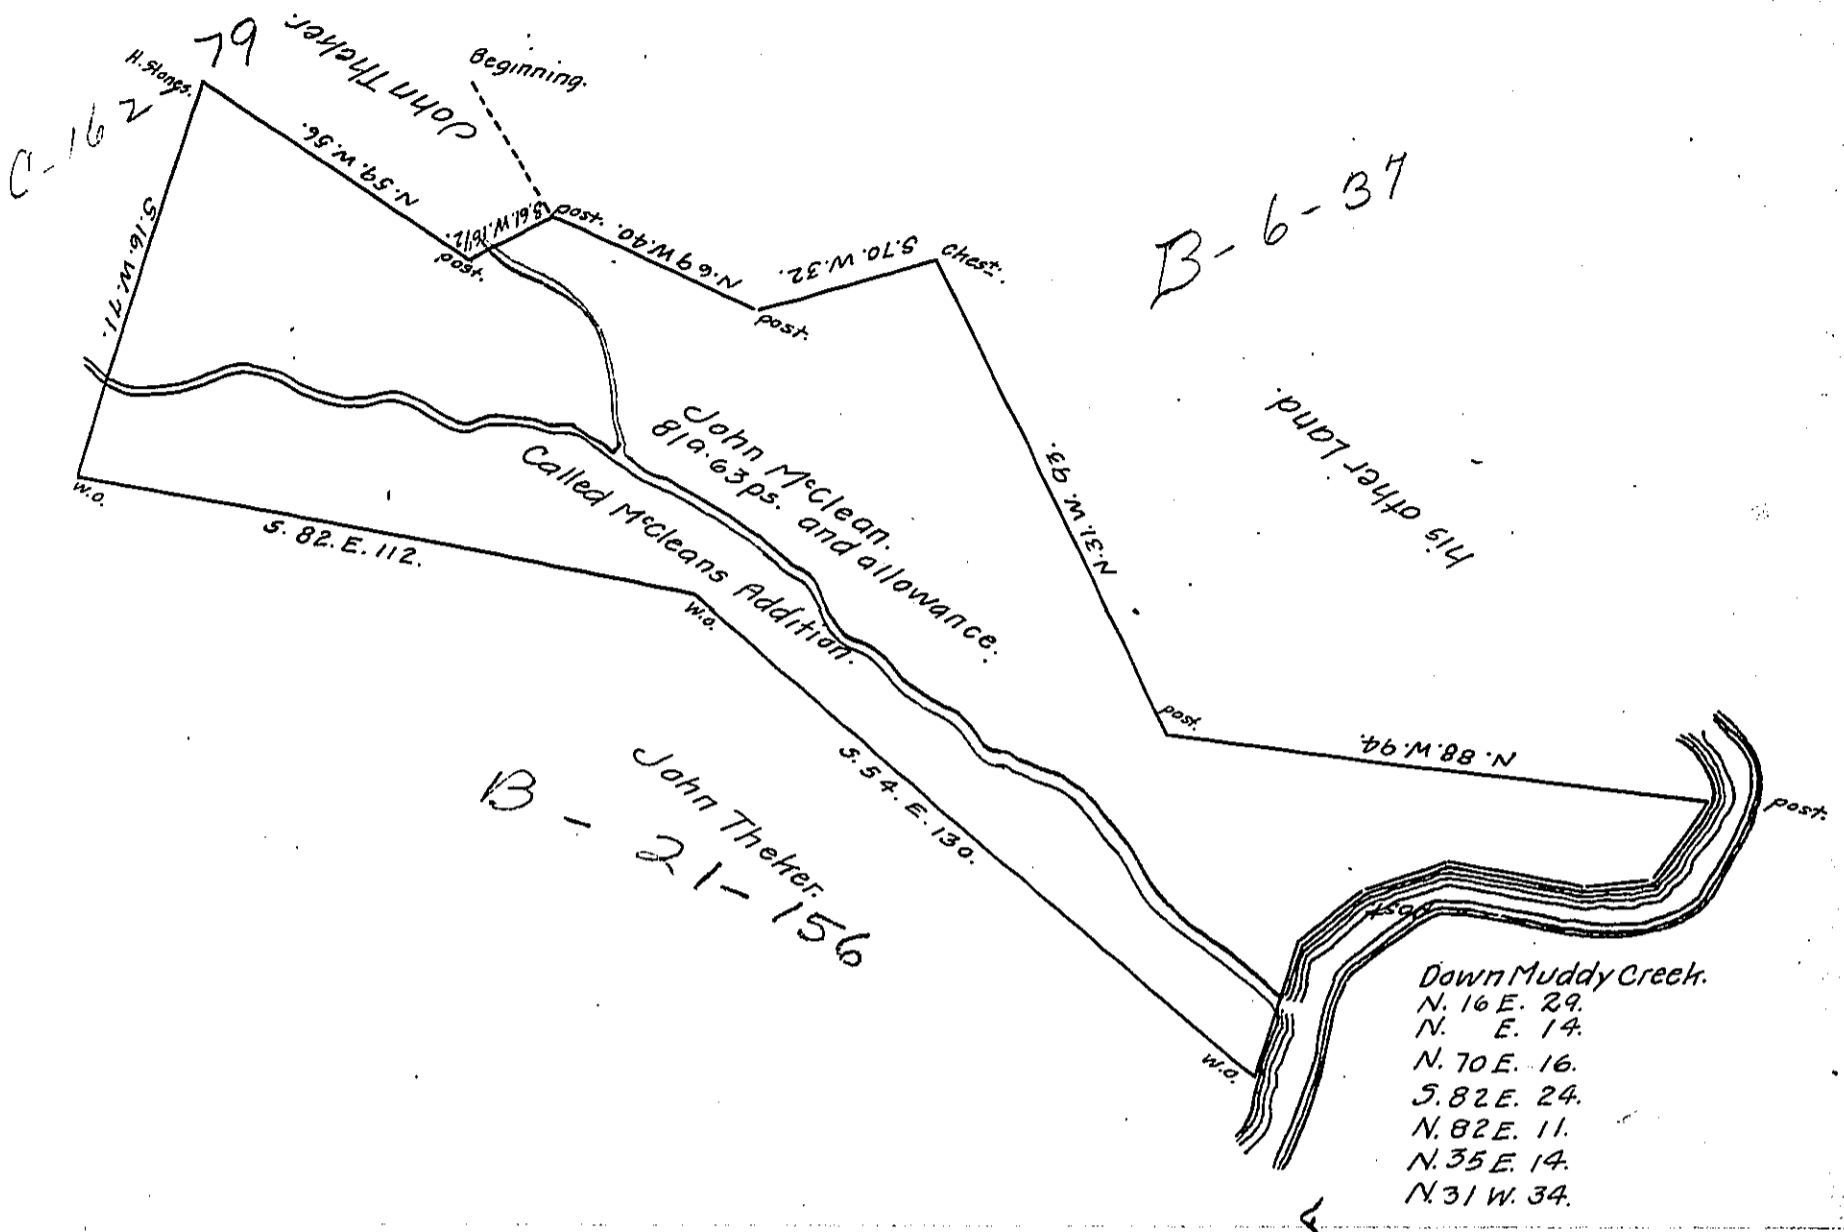 79
John Theker.
Beginning.
H. Stones.
C-162
N. 59. W. 56.
S. 61. W. 16 1/2.
post.
post.
N. 69 W. 40.
S. 70. W. 32.
Chest.
post.
B-6-37
S. 16. W. 71.
his other Land.
John McClean.
81a. 63ps. and allowance.
Called McCleans Addition.
N. 31. W. 93.
W.O.
S. 82. E. 112.
W.O.
post.
N. 88. W. 94.
post.
John Theker.
B-21-156
S. 54. E. 130.
post
W.O.
Down Muddy Creek.
N. 16 E. 29.
N. E. 14.
N. 70 E. 16.
S. 82 E. 24.
N. 82 E. 11.
N. 35 E. 14.
N. 31 W. 34.